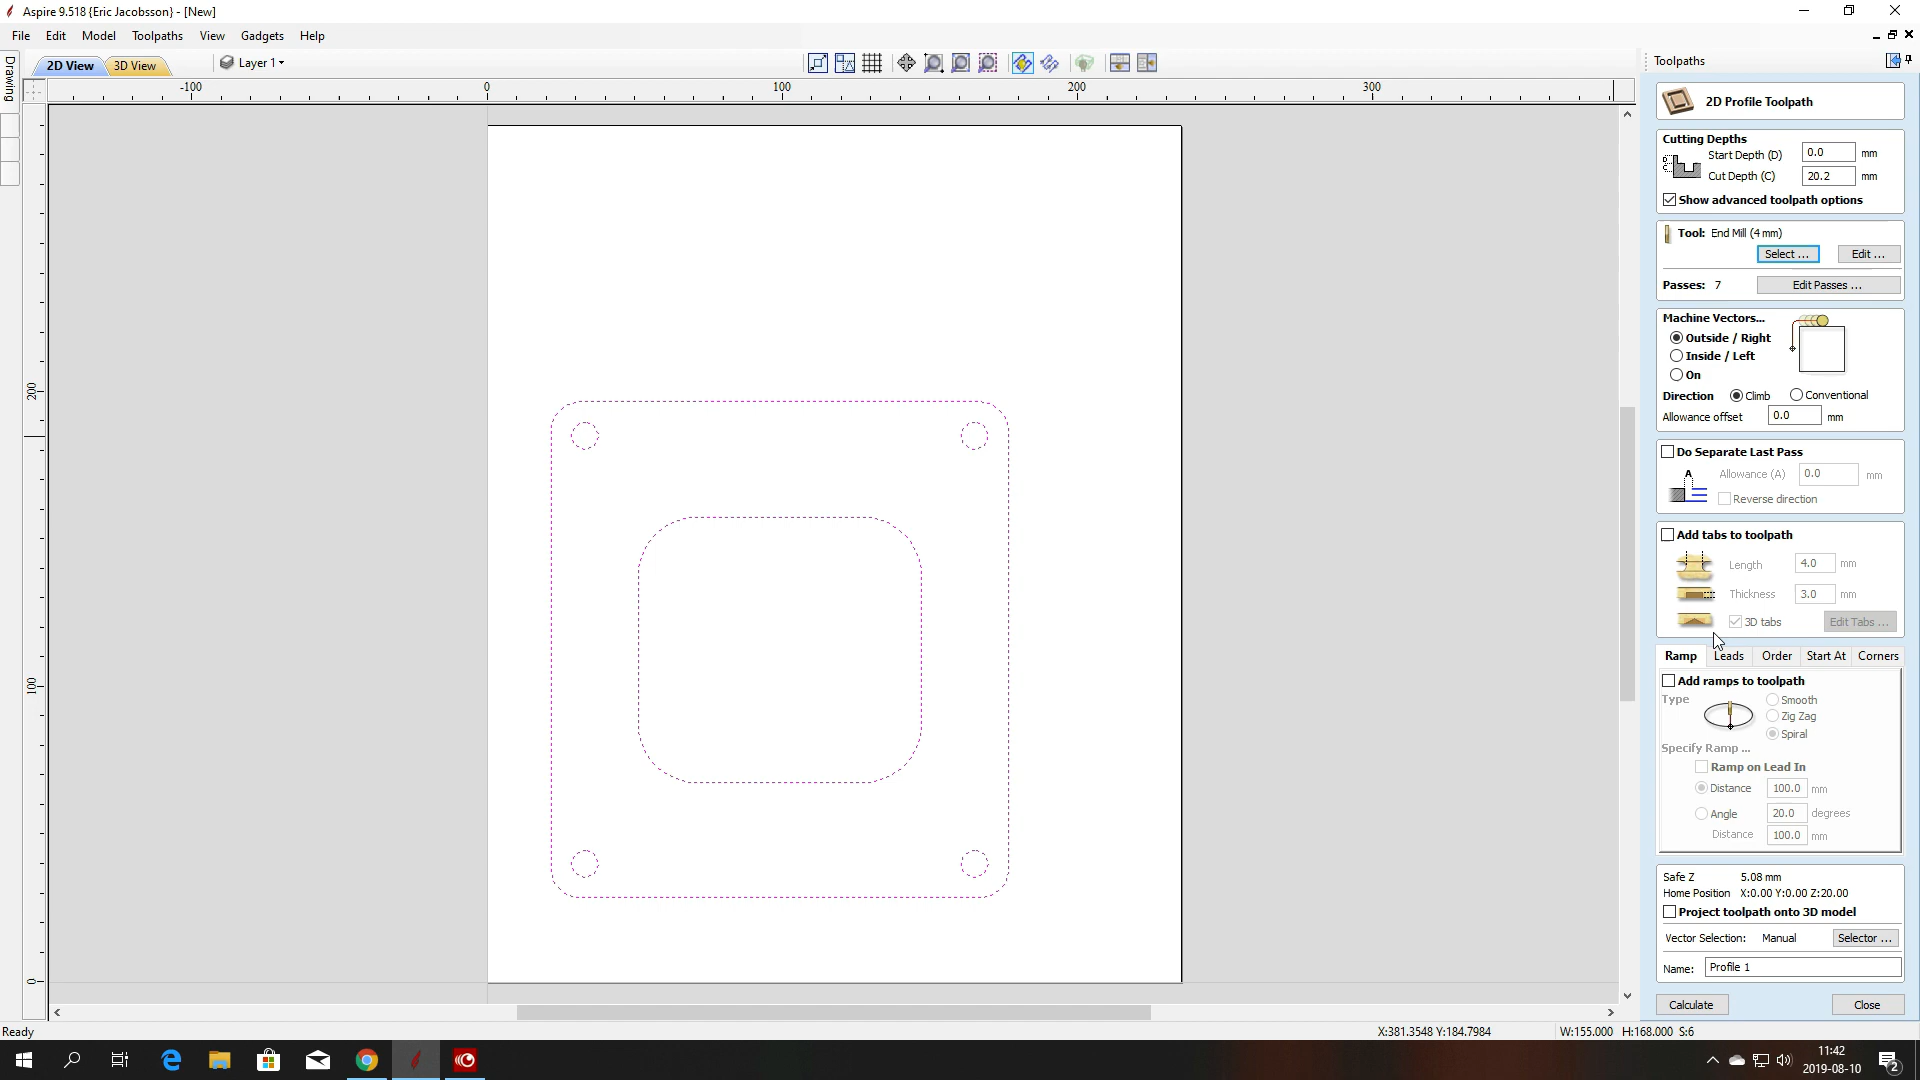 Aspire 9.518 {Eric Jacobsson} - [New]
File Edit Model Toolpaths View Gadgets Help
Drawing
2D View 3D View Layer 1
Toolpaths
-100 0 100 200 300
200
100
0
2D Profile Toolpath
Cutting Depths
Start Depth (D) 0.0 mm
Cut Depth (C) 20.2 mm
Show advanced toolpath options
Tool: End Mill (4 mm)
Select ... Edit ...
Passes: 7 Edit Passes ...
Machine Vectors...
Outside / Right
Inside / Left
On
Direction Climb Conventional
Allowance offset 0.0 mm
Do Separate Last Pass
A Allowance (A) 0.0 mm
Reverse direction
Add tabs to toolpath
Length 4.0 mm
Thickness 3.0 mm
3D tabs Edit Tabs ...
Ramp Leads Order Start At Corners
Add ramps to toolpath
Type Smooth
Zig Zag
Spiral
Specify Ramp ...
Ramp on Lead In
Distance 100.0 mm
Angle 20.0 degrees
Distance 100.0 mm
Safe Z 5.08 mm
Home Position X:0.00 Y:0.00 Z:20.00
Project toolpath onto 3D model
Vector Selection: Manual Selector ...
Name: Profile 1
Calculate Close
Ready X:381.3548 Y:184.7984 W:155.000 H:168.000 S:6
11:42
2019-08-10
2